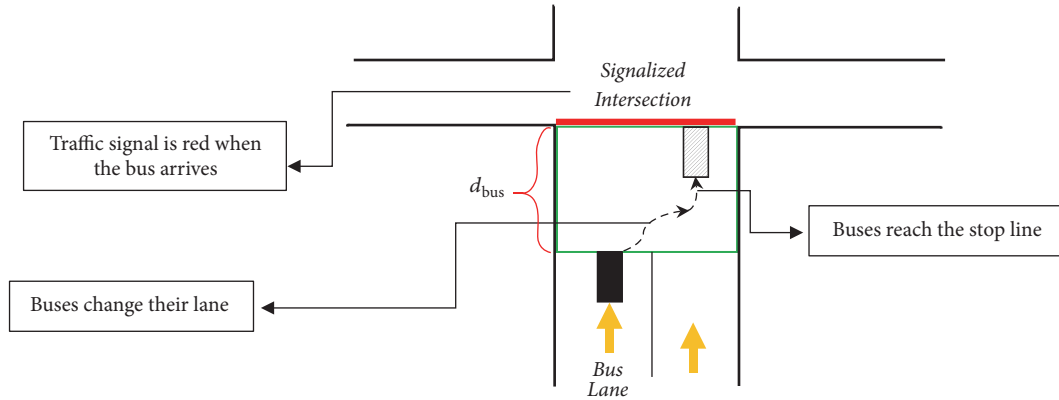 Signalized
Intersection
Traffic signal is red when
the bus arrives
d_bus
Buses reach the stop line
Buses change their lane
Bus
Lane